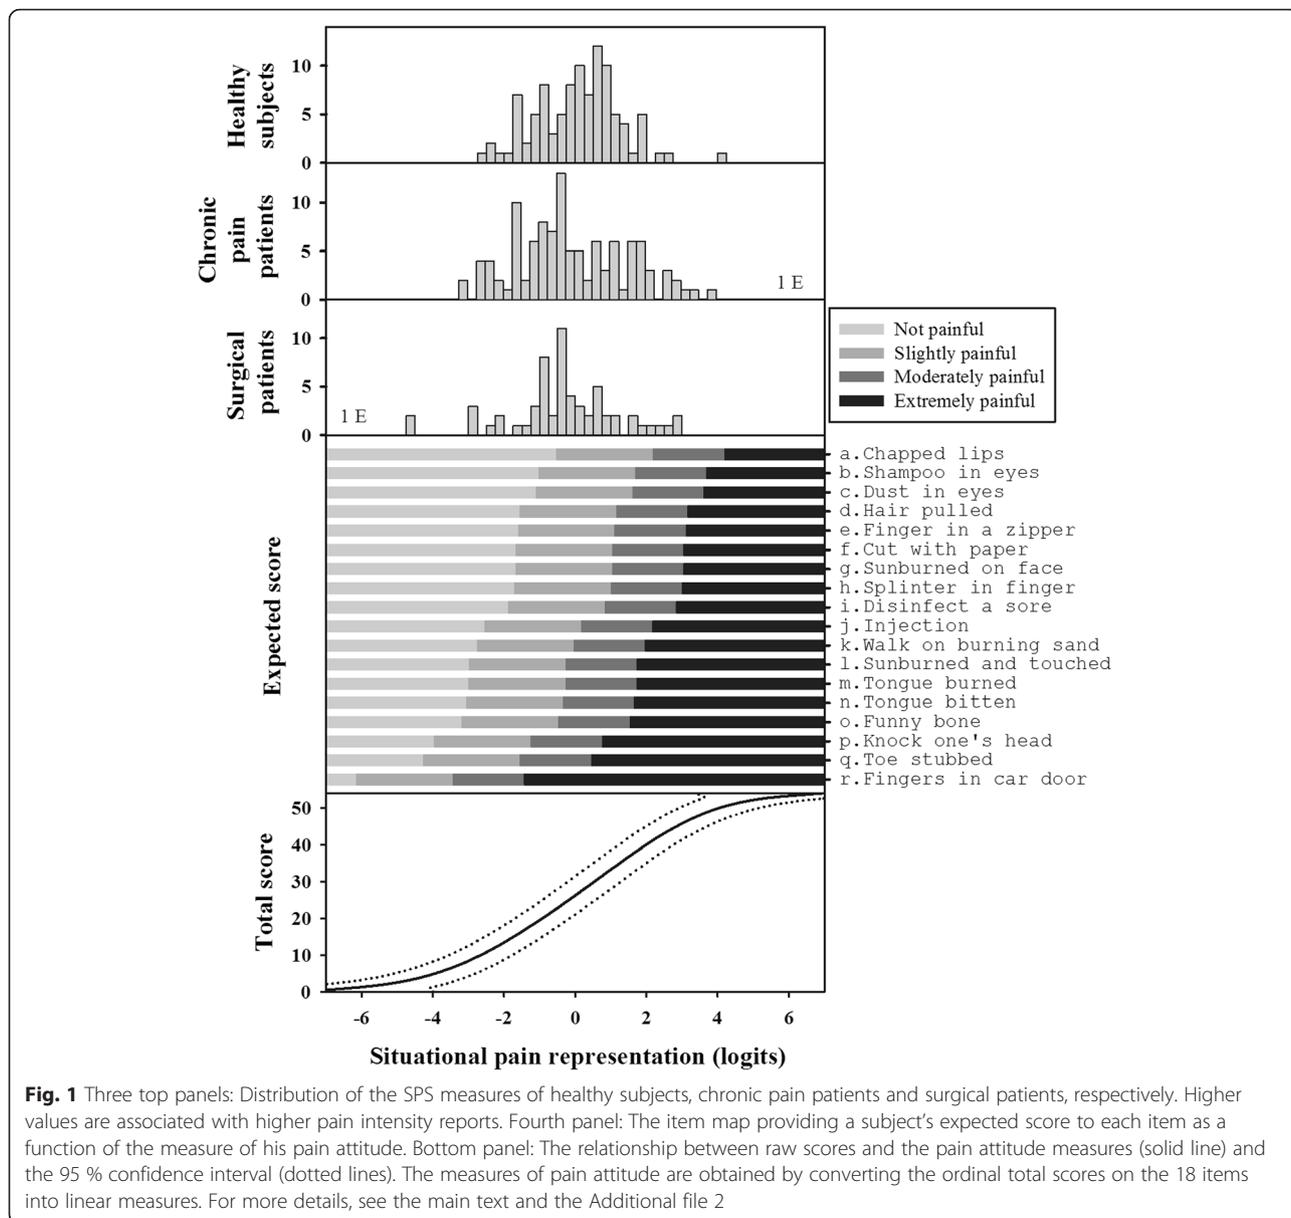 Healthy
subjects
10
5
0
Chronic
pain
patients
10
5
0
1 E
Surgical
patients
10
5
0
1 E
Not painful
Slightly painful
Moderately painful
Extremely painful
Expected score
a.Chapped lips
b.Shampoo in eyes
c.Dust in eyes
d.Hair pulled
e.Finger in a zipper
f.Cut with paper
g.Sunburned on face
h.Splinter in finger
i.Disinfect a sore
j.Injection
k.Walk on burning sand
l.Sunburned and touched
m.Tongue burned
n.Tongue bitten
o.Funny bone
p.Knock one's head
q.Toe stubbed
r.Fingers in car door
Total score
50
40
30
20
10
0
-6 -4 -2 0 2 4 6
Situational pain representation (logits)
Fig. 1 Three top panels: Distribution of the SPS measures of healthy subjects, chronic pain patients and surgical patients, respectively. Higher
values are associated with higher pain intensity reports. Fourth panel: The item map providing a subject's expected score to each item as a
function of the measure of his pain attitude. Bottom panel: The relationship between raw scores and the pain attitude measures (solid line) and
the 95 % confidence interval (dotted lines). The measures of pain attitude are obtained by converting the ordinal total scores on the 18 items
into linear measures. For more details, see the main text and the Additional file 2